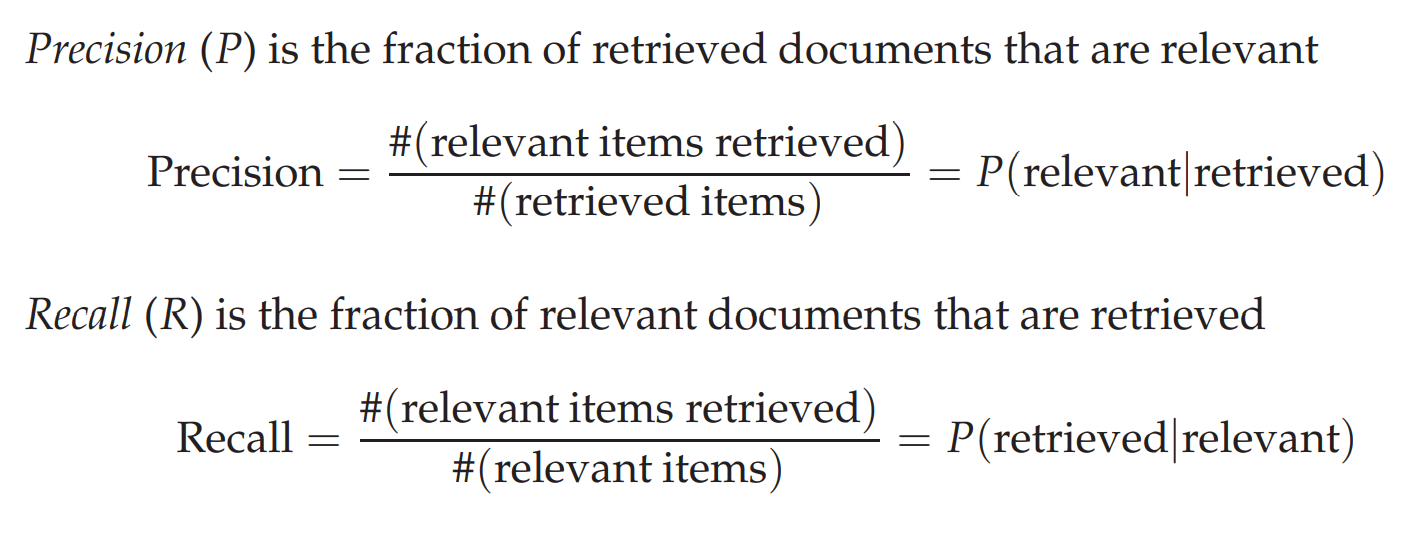 Precision (P) is the fraction of retrieved documents that are relevant
Precision = #(relevant items retrieved) / #(retrieved items) = P(relevant|retrieved)
Recall (R) is the fraction of relevant documents that are retrieved
Recall = #(relevant items retrieved) / #(relevant items) = P(retrieved|relevant)